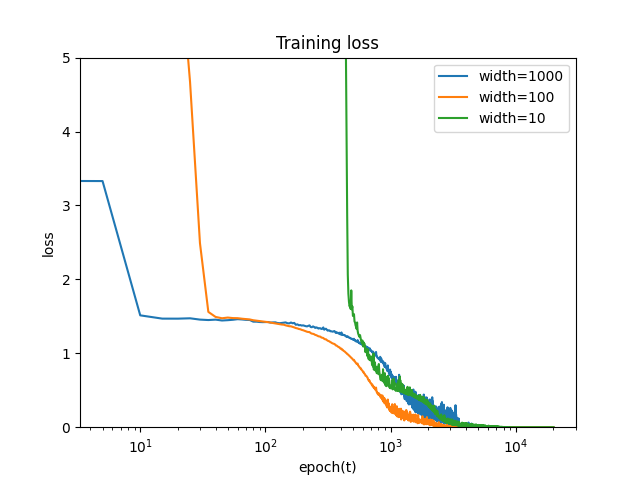 Training loss
width=1000
width=100
width=10
loss
5
4
3
2
1
0
10¹
10²
10³
10⁴
epoch(t)